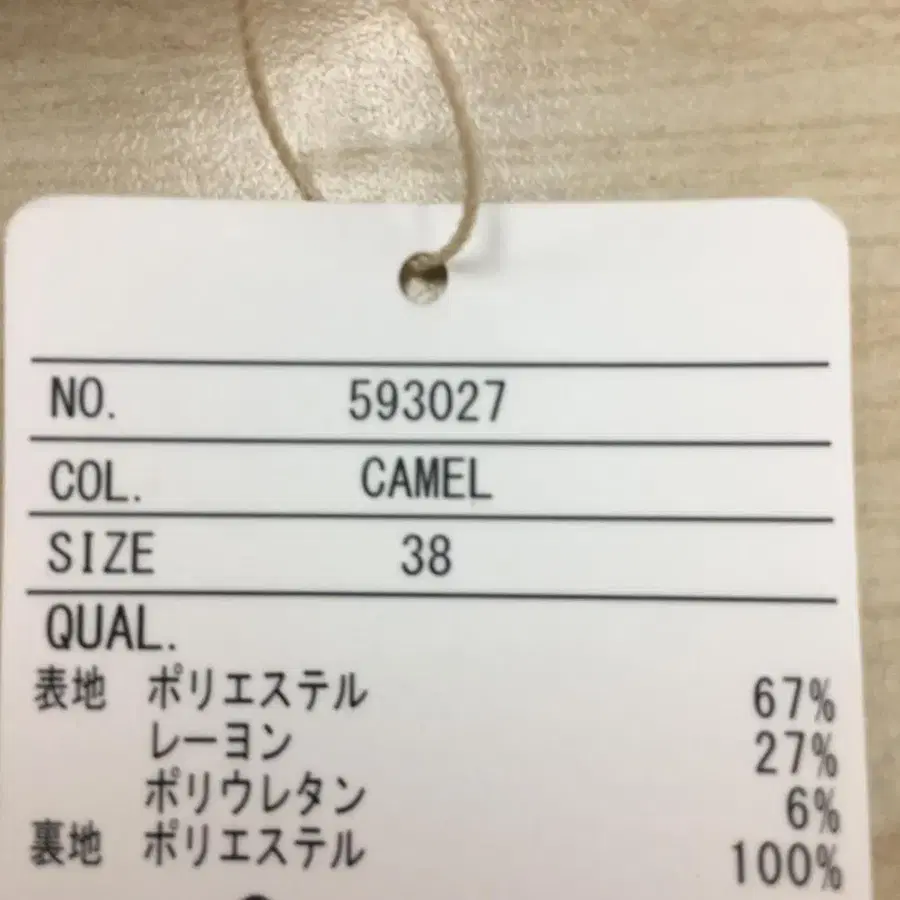 NO. 593027
COL. CAMEL
SIZE 38
QUAL.
表地 ポリエステル 67%
レーヨン 27%
ポリウレタン 6%
裏地 ポリエステル 100%